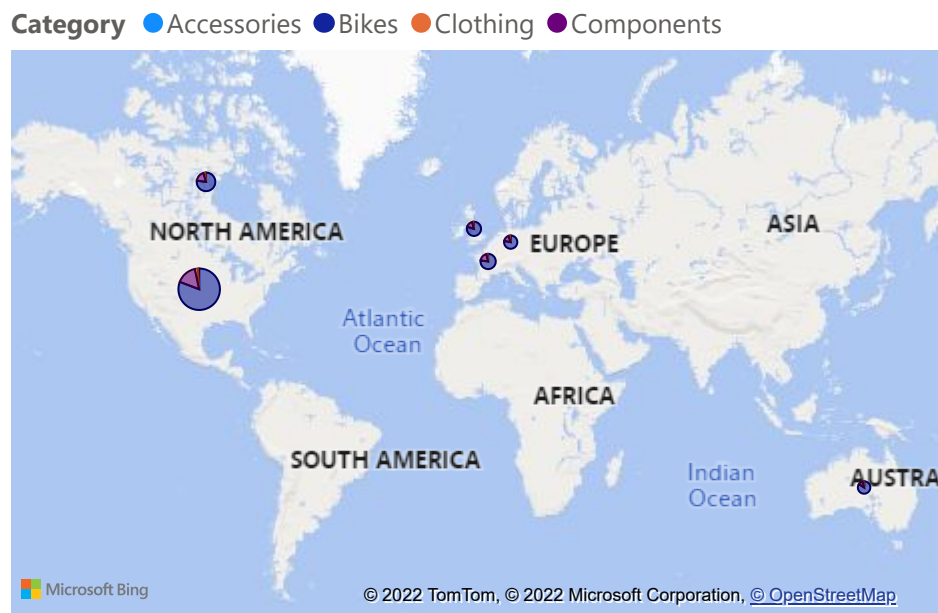 Category Accessories Bikes Clothing Components
NORTH AMERICA
EUROPE
ASIA
Atlantic
Ocean
AFRICA
SOUTH AMERICA
Indian
Ocean
AUSTRA
Microsoft Bing
© 2022 TomTom, © 2022 Microsoft Corporation, © OpenStreetMap